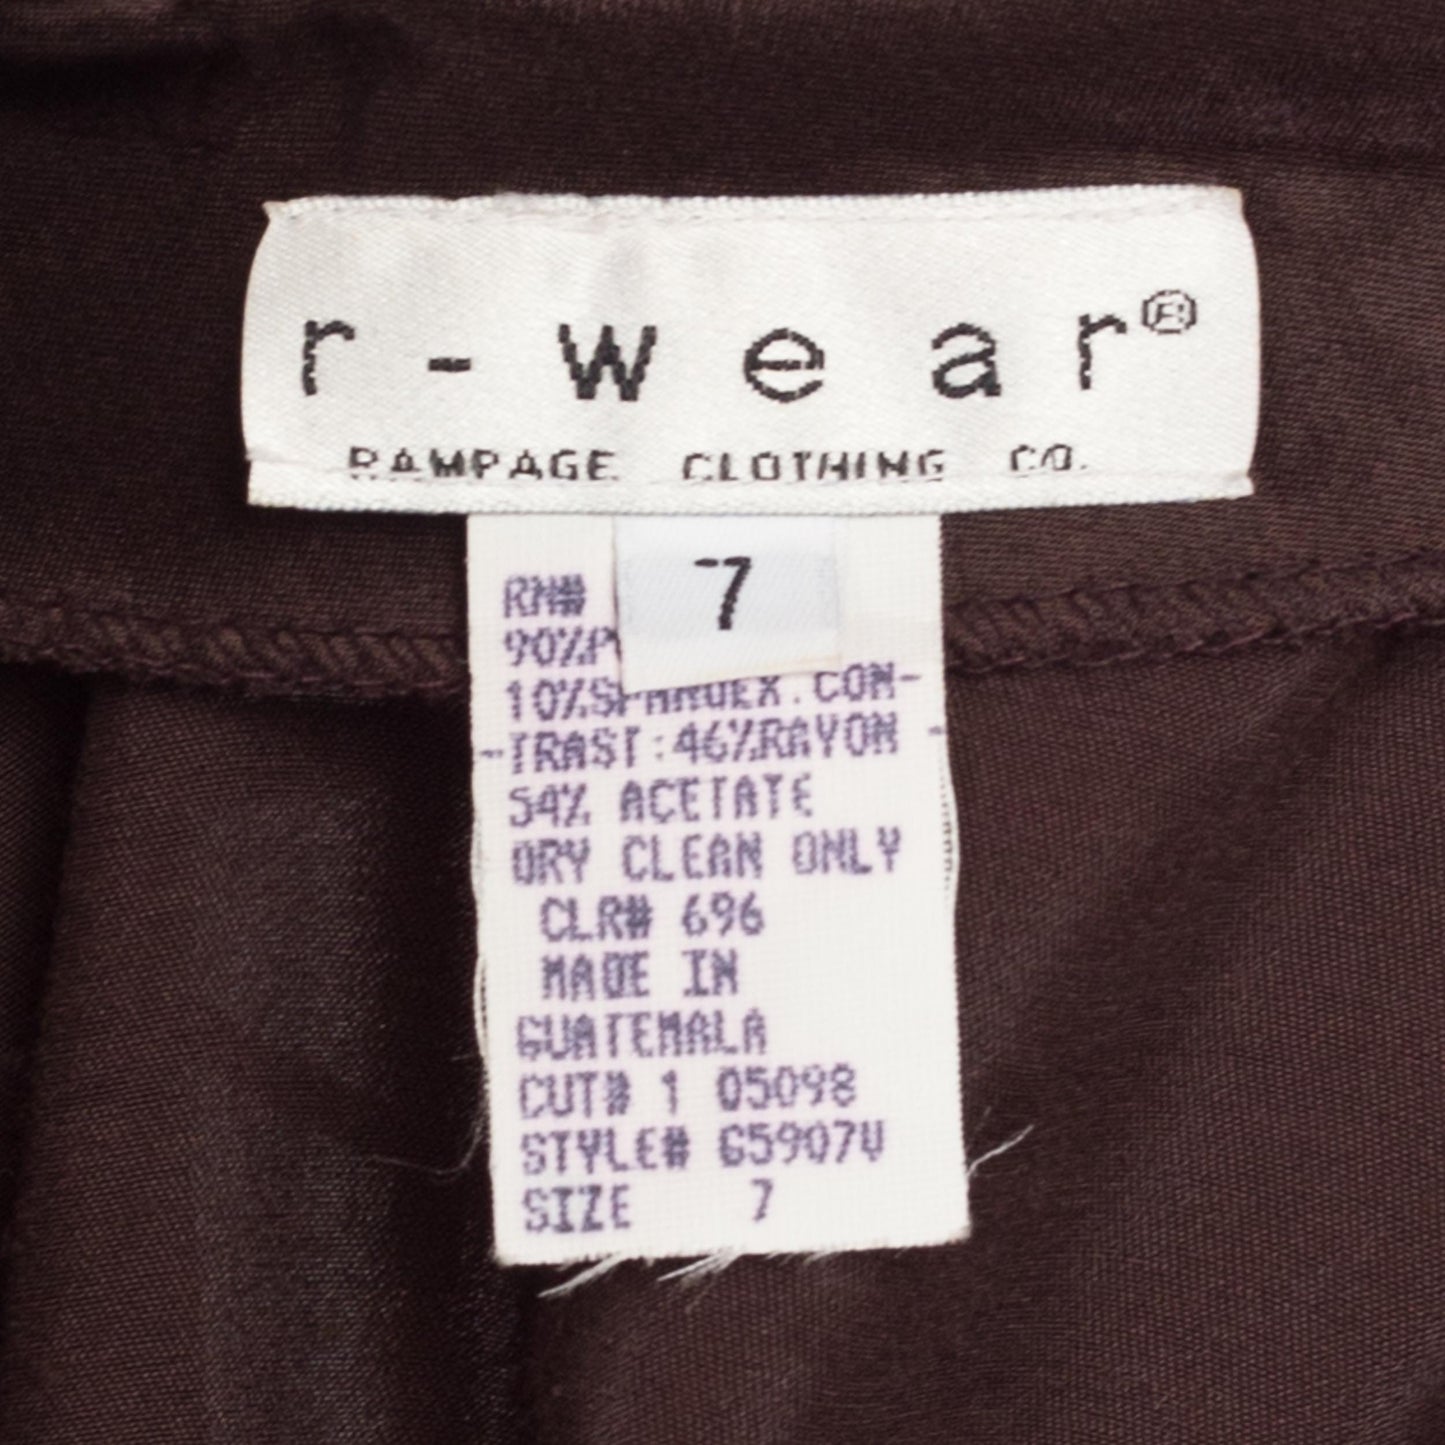 r-wear®
RAMPAGE CLOTHING CO.
7
RN#
90%P
10%SPANDEX.CON-
-TRAST:46%RAYON -
54% ACETATE
DRY CLEAN ONLY
CLR# 696
MADE IN
GUATEMALA
CUT# 1 05098
STYLE# G5907V
SIZE 7